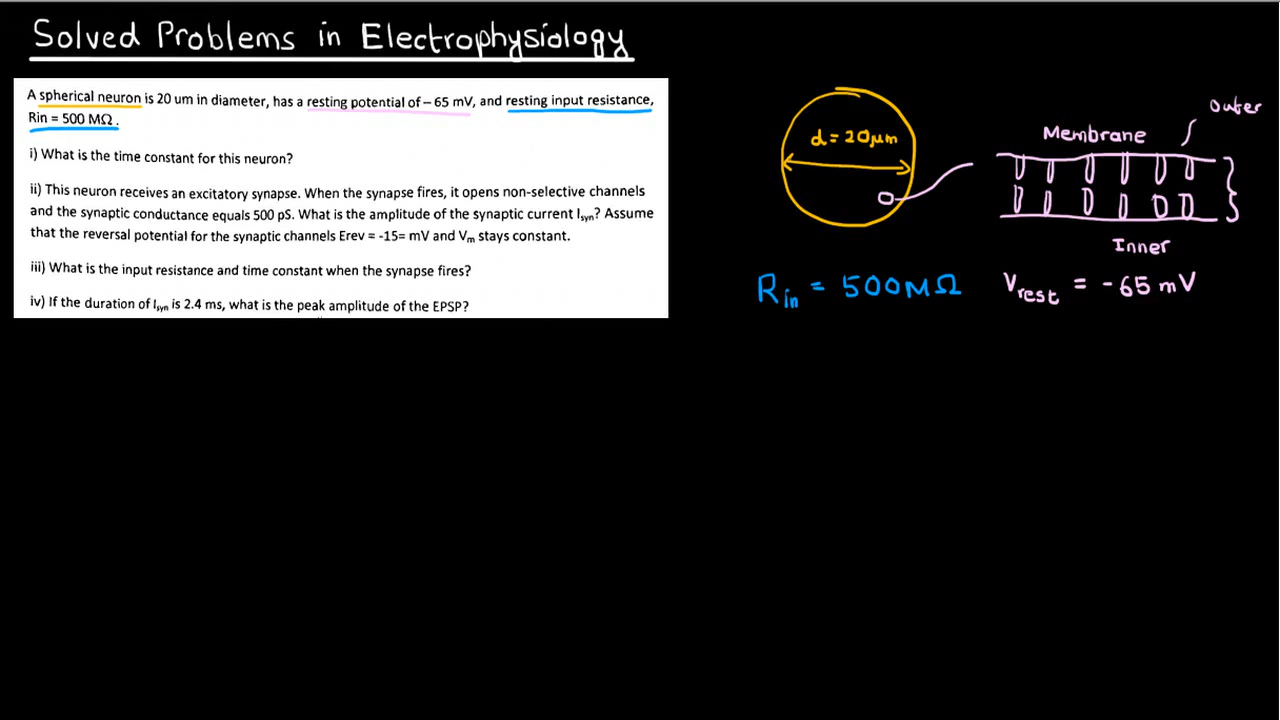 Solved Problems in Electrophysiology
A spherical neuron is 20 um in diameter, has a resting potential of – 65 mV, and resting input resistance,
Rin = 500 MΩ .
i) What is the time constant for this neuron?
ii) This neuron receives an excitatory synapse. When the synapse fires, it opens non-selective channels
and the synaptic conductance equals 500 pS. What is the amplitude of the synaptic current Isyn? Assume
that the reversal potential for the synaptic channels Erev = -15= mV and Vm stays constant.
iii) What is the input resistance and time constant when the synapse fires?
iv) If the duration of Isyn is 2.4 ms, what is the peak amplitude of the EPSP?
d = 20μm
Outer
Membrane
Inner
Rin = 500MΩ
Vrest = -65 mV